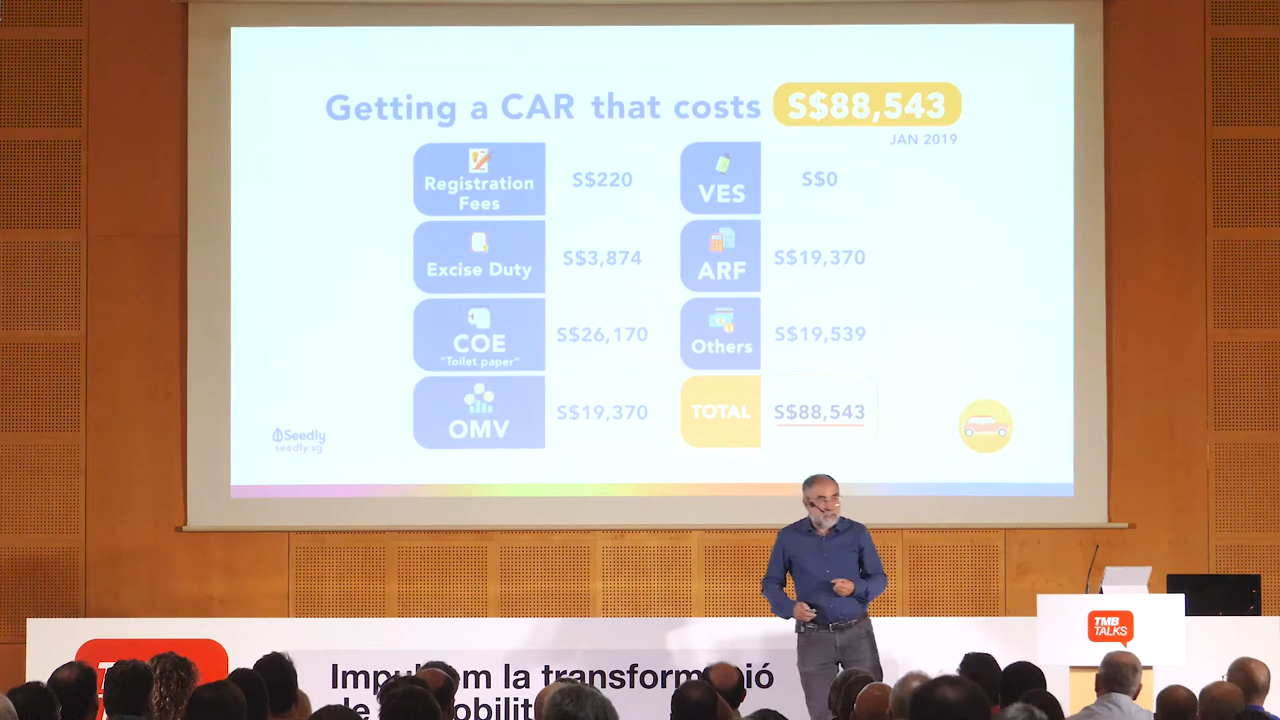 Getting a CAR that costs S$88,543
JAN 2019
Registration Fees S$220 VES S$0
Excise Duty S$3,874 ARF S$19,370
COE S$26,170 Others S$19,539
"Toilet paper"
OMV S$19,370 TOTAL S$88,543
Seedly
seedly sg
TMB
TALKS
la